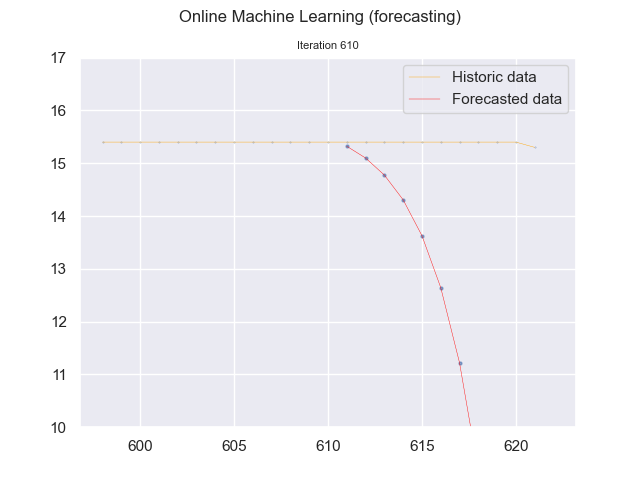 Online Machine Learning (forecasting)
Iteration 610
17
16
15
14
13
12
11
10
Historic data
Forecasted data
600 605 610 615 620